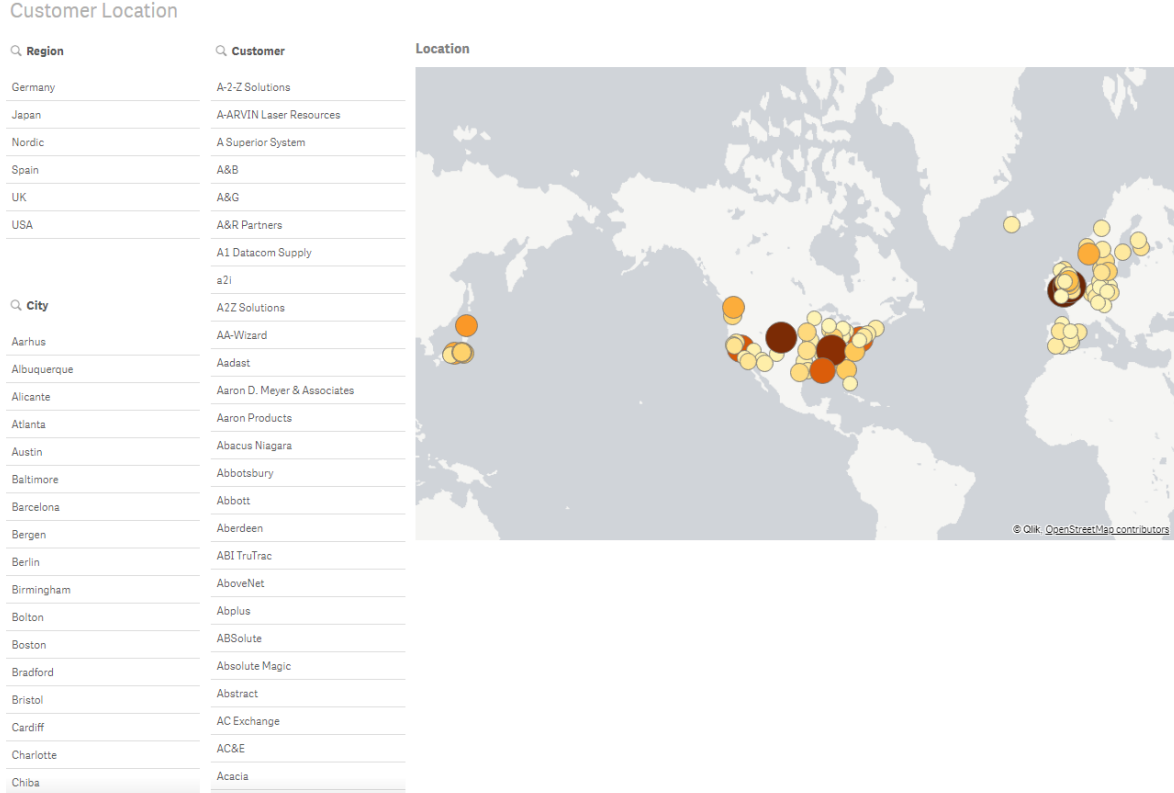 Customer Location
Region
Germany
Japan
Nordic
Spain
UK
USA
City
Aarhus
Albuquerque
Alicante
Atlanta
Austin
Baltimore
Barcelona
Bergen
Berlin
Birmingham
Bolton
Boston
Bradford
Bristol
Cardiff
Charlotte
Chiba
Customer
A-2-Z Solutions
A-ARVIN Laser Resources
A Superior System
A&B
A&G
A&R Partners
A1 Datacom Supply
a2i
A2Z Solutions
AA-Wizard
Aadast
Aaron D. Meyer & Associates
Aaron Products
Abacus Niagara
Abbotsbury
Abbott
Aberdeen
ABI TruTrac
AboveNet
Abplus
ABSolute
Absolute Magic
Abstract
AC Exchange
AC&E
Acacia
Location
© Qlik, OpenStreetMap contributors